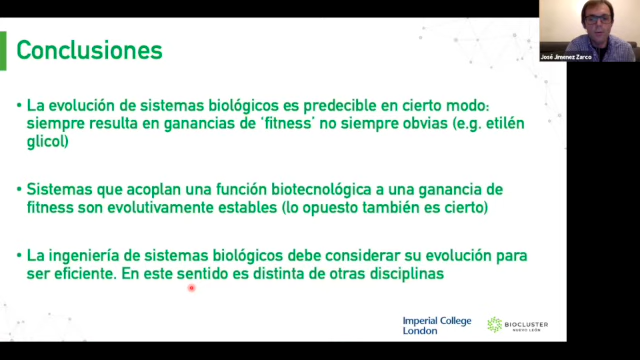 Conclusiones
José Jimenez Zarco
• La evolución de sistemas biológicos es predecible en cierto modo:
siempre resulta en ganancias de ‘fitness’ no siempre obvias (e.g. etilén
glicol)
• Sistemas que acoplan una función biotecnológica a una ganancia de
fitness son evolutivamente estables (lo opuesto también es cierto)
• La ingeniería de sistemas biológicos debe considerar su evolución para
ser eficiente. En este sentido es distinta de otras disciplinas
Imperial College
London
BIOCLUSTER
NUEVO LEÓN